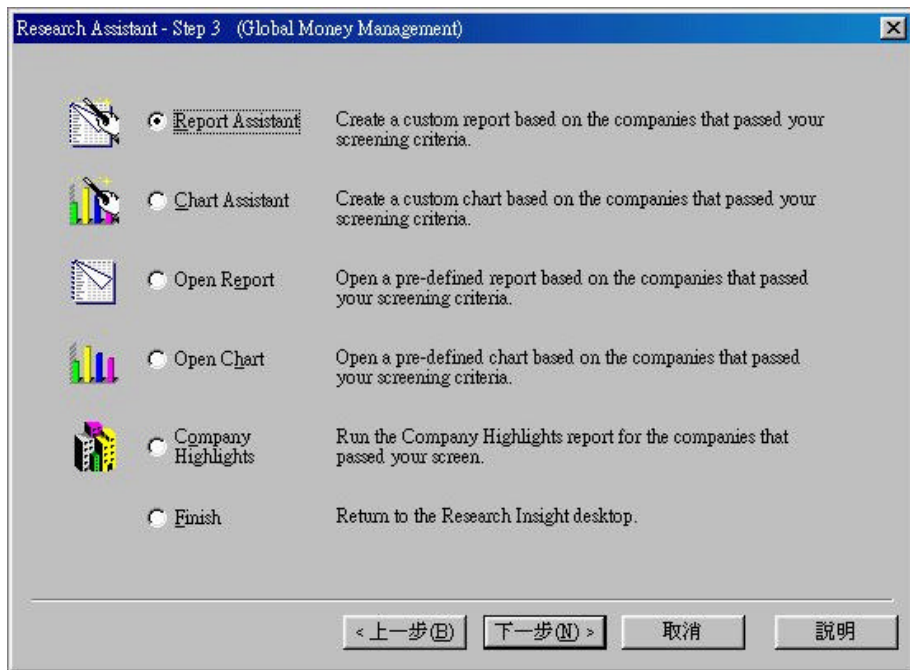 Research Assistant - Step 3 (Global Money Management)
Report Assistant
Create a custom report based on the companies that passed your
screening criteria.
Chart Assistant
Create a custom chart based on the companies that passed your
screening criteria.
Open Report
Open a pre-defined report based on the companies that passed
your screening criteria.
Open Chart
Open a pre-defined chart based on the companies that passed
your screening criteria.
Company
Highlights
Run the Company Highlights report for the companies that
passed your screen.
Finish
Return to the Research Insight desktop.
<上一步(B)
下一步(N)>
取消
說明